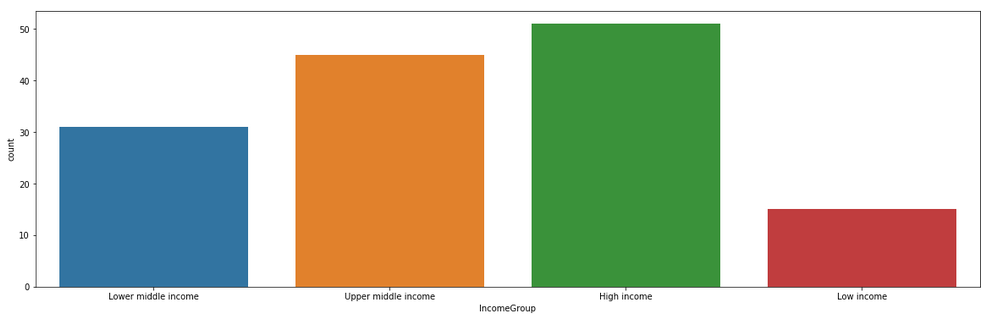 50
40
30
20
10
0
count
Lower middle income
Upper middle income
High income
Low income
IncomeGroup